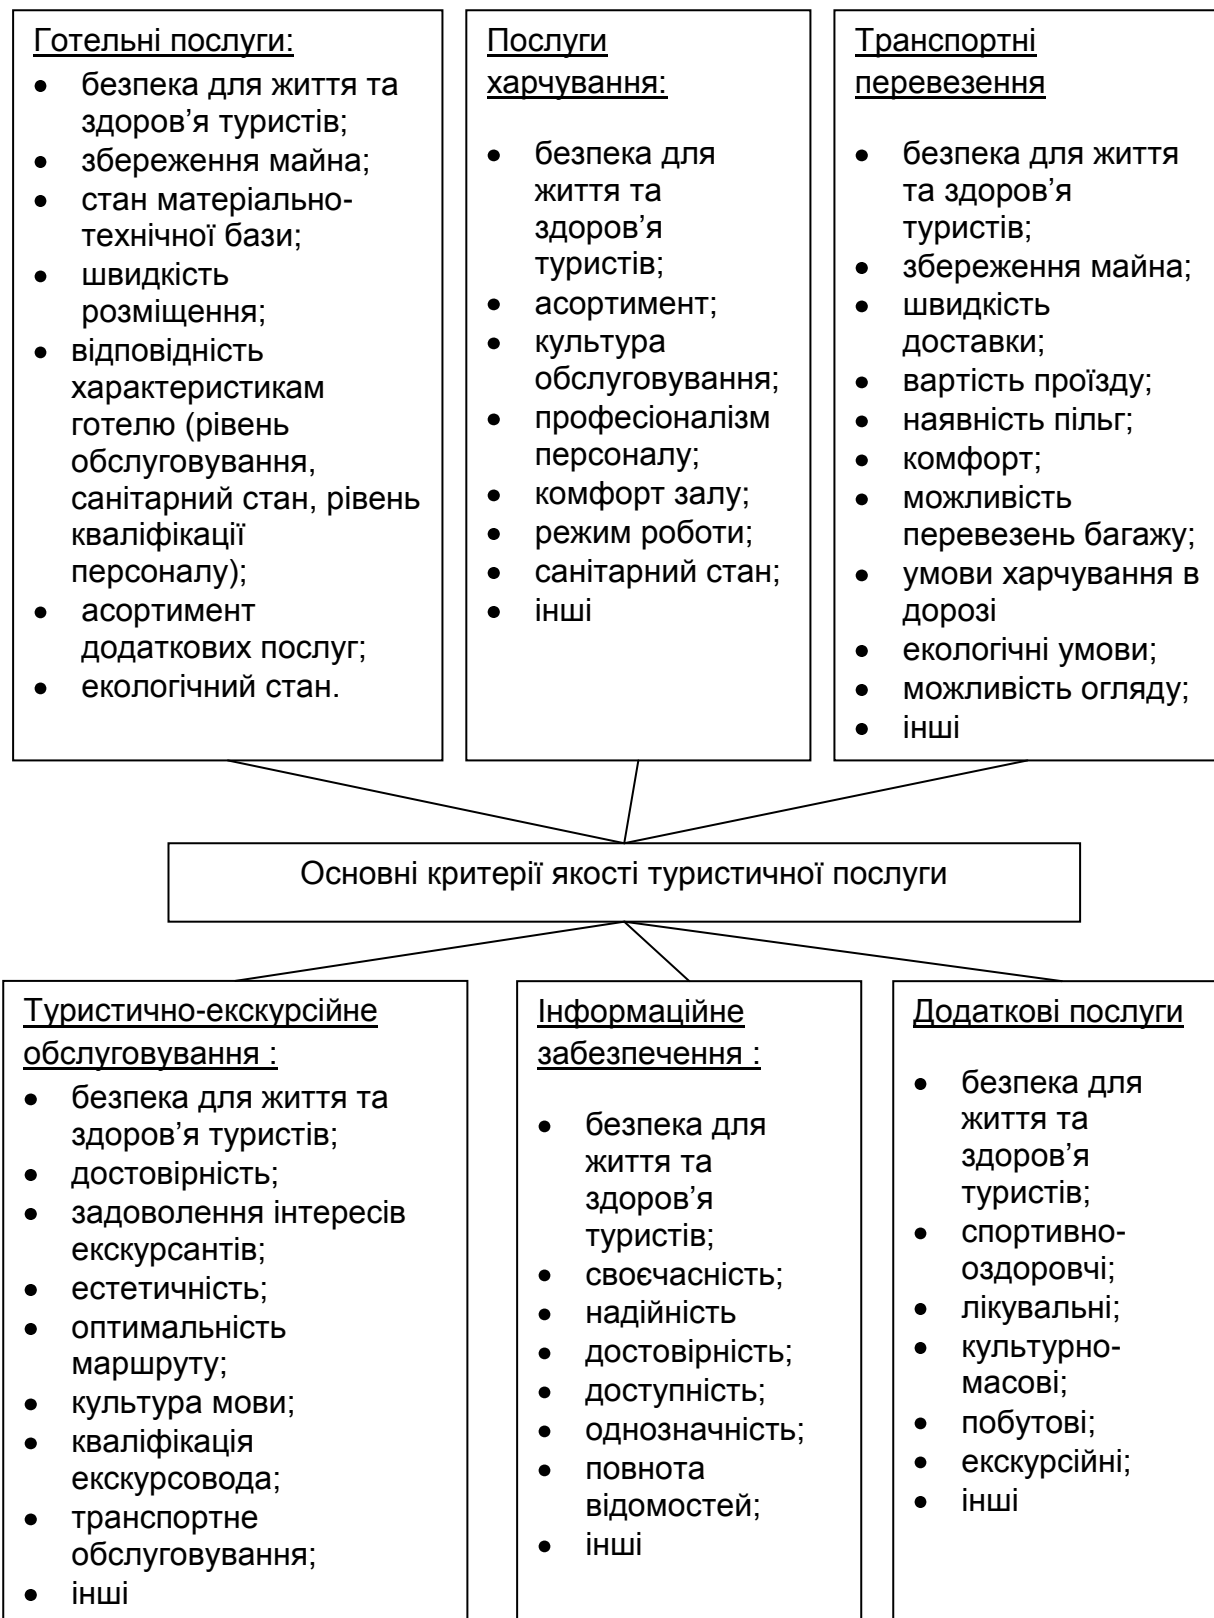 Готельні послуги:
• безпека для життя та
здоров’я туристів;
• збереження майна;
• стан матеріально-
технічної бази;
• швидкість
розміщення;
• відповідність
характеристикам
готелю (рівень
обслуговування,
санітарний стан, рівень
кваліфікації
персоналу);
• асортимент
додаткових послуг;
• екологічний стан.
Послуги
харчування:
• безпека для
життя та
здоров’я
туристів;
• асортимент;
• культура
обслуговування;
• професіоналізм
персоналу;
• комфорт залу;
• режим роботи;
• санітарний стан;
• інші
Транспортні
перевезення
• безпека для життя
та здоров’я
туристів;
• збереження майна;
• швидкість
доставки;
• вартість проїзду;
• наявність пільг;
• комфорт;
• можливість
перевезень багажу;
• умови харчування в
дорозі
• екологічні умови;
• можливість огляду;
• інші
Основні критерії якості туристичної послуги
Туристично-екскурсійне
обслуговування :
• безпека для життя та
здоров’я туристів;
• достовірність;
• задоволення інтересів
екскурсантів;
• естетичність;
• оптимальність
маршруту;
• культура мови;
• кваліфікація
екскурсовода;
• транспортне
обслуговування;
• інші
Інформаційне
забезпечення :
• безпека для
життя та
здоров’я
туристів;
• своєчасність;
• надійність
• достовірність;
• доступність;
• однозначність;
• повнота
відомостей;
• інші
Додаткові послуги
• безпека для
життя та
здоров’я
туристів;
• спортивно-
оздоровчі;
• лікувальні;
• культурно-
масові;
• побутові;
• екскурсійні;
• інші